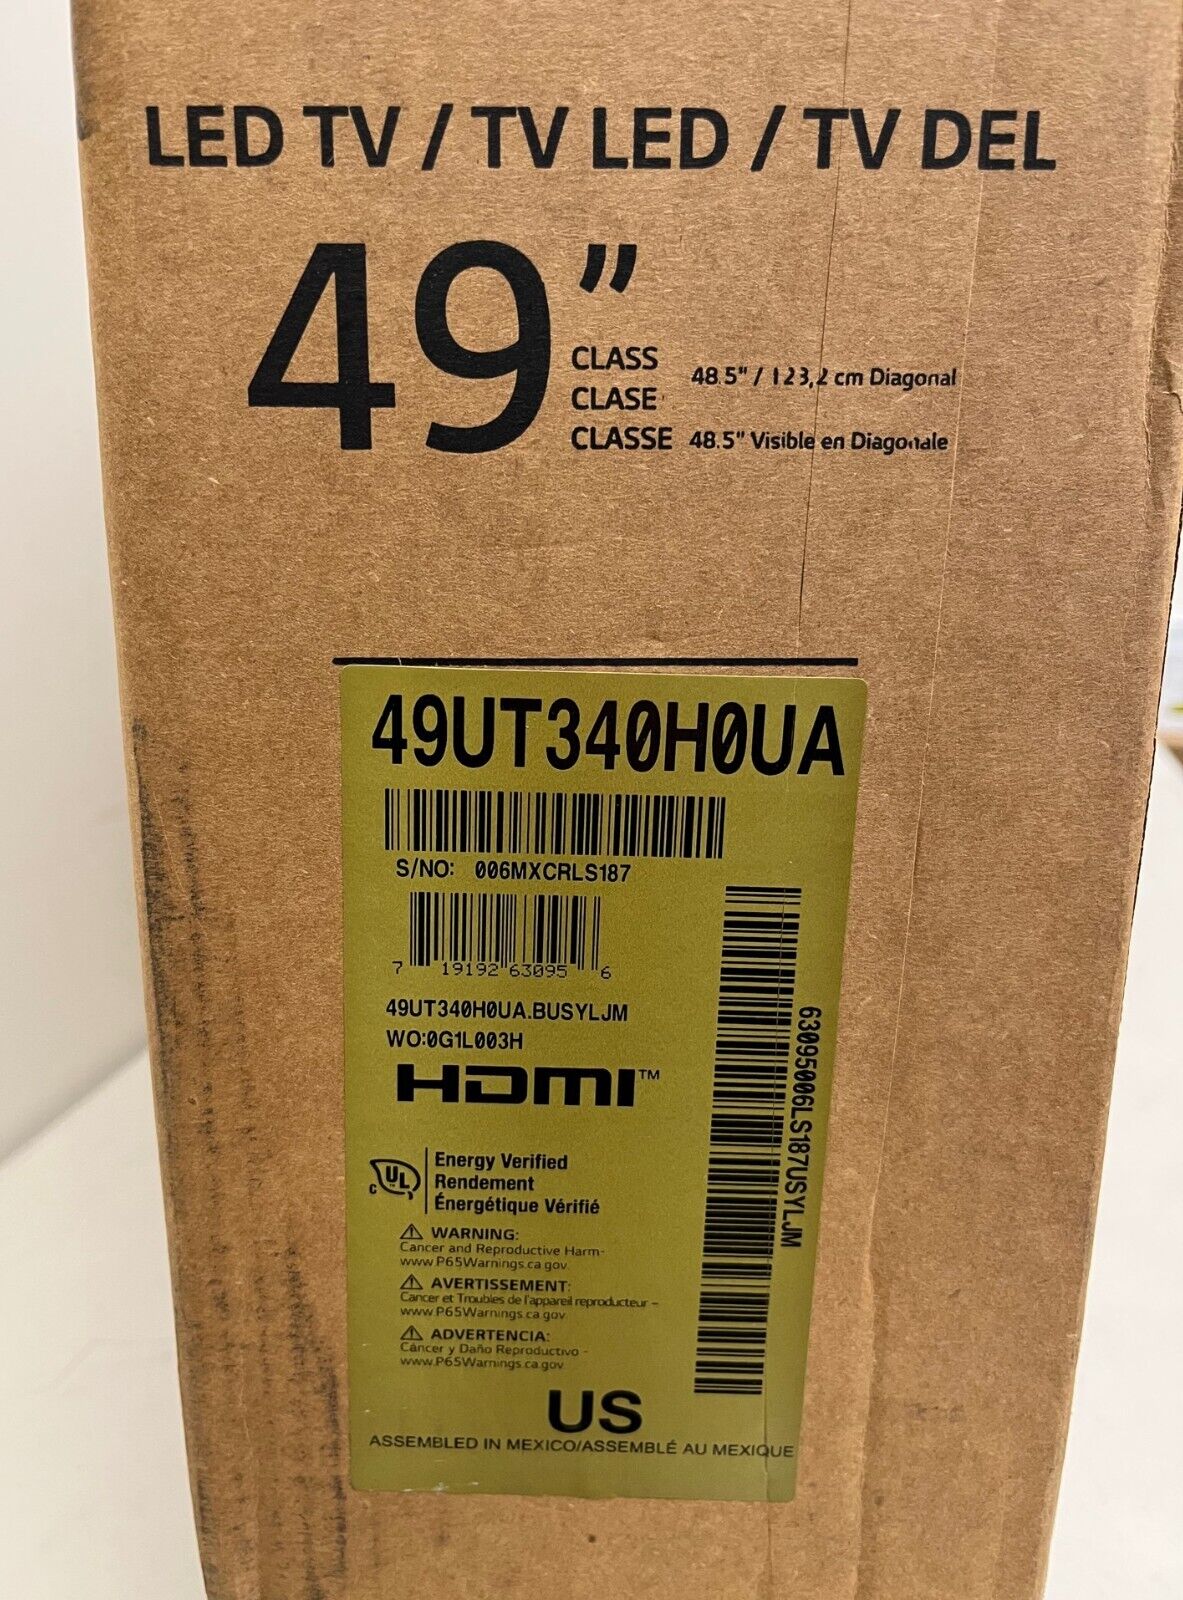 LED TV / TV LED / TV DEL
49”
CLASS
CLASE
CLASSE
48.5" / 123,2 cm Diagonal
48.5" Visible en Diagonale
49UT340H0UA
S/NO: 006MXCRLS187
7 19192 63095 6
49UT340H0UA.BUSYLJM
WO:0G1L003H
HDMI™
63095006LS187USYLJM
c UL
Energy Verified
Rendement
Énergétique Vérifié
⚠ WARNING:
Cancer and Reproductive Harm-
www.P65Warnings.ca.gov
⚠ AVERTISSEMENT:
Cancer et Troubles de l'appareil reproducteur –
www.P65Warnings.ca.gov
⚠ ADVERTENCIA:
Cáncer y Daño Reproductivo -
www.P65Warnings.ca.gov
US
ASSEMBLED IN MEXICO/ASSEMBLÉ AU MEXIQUE